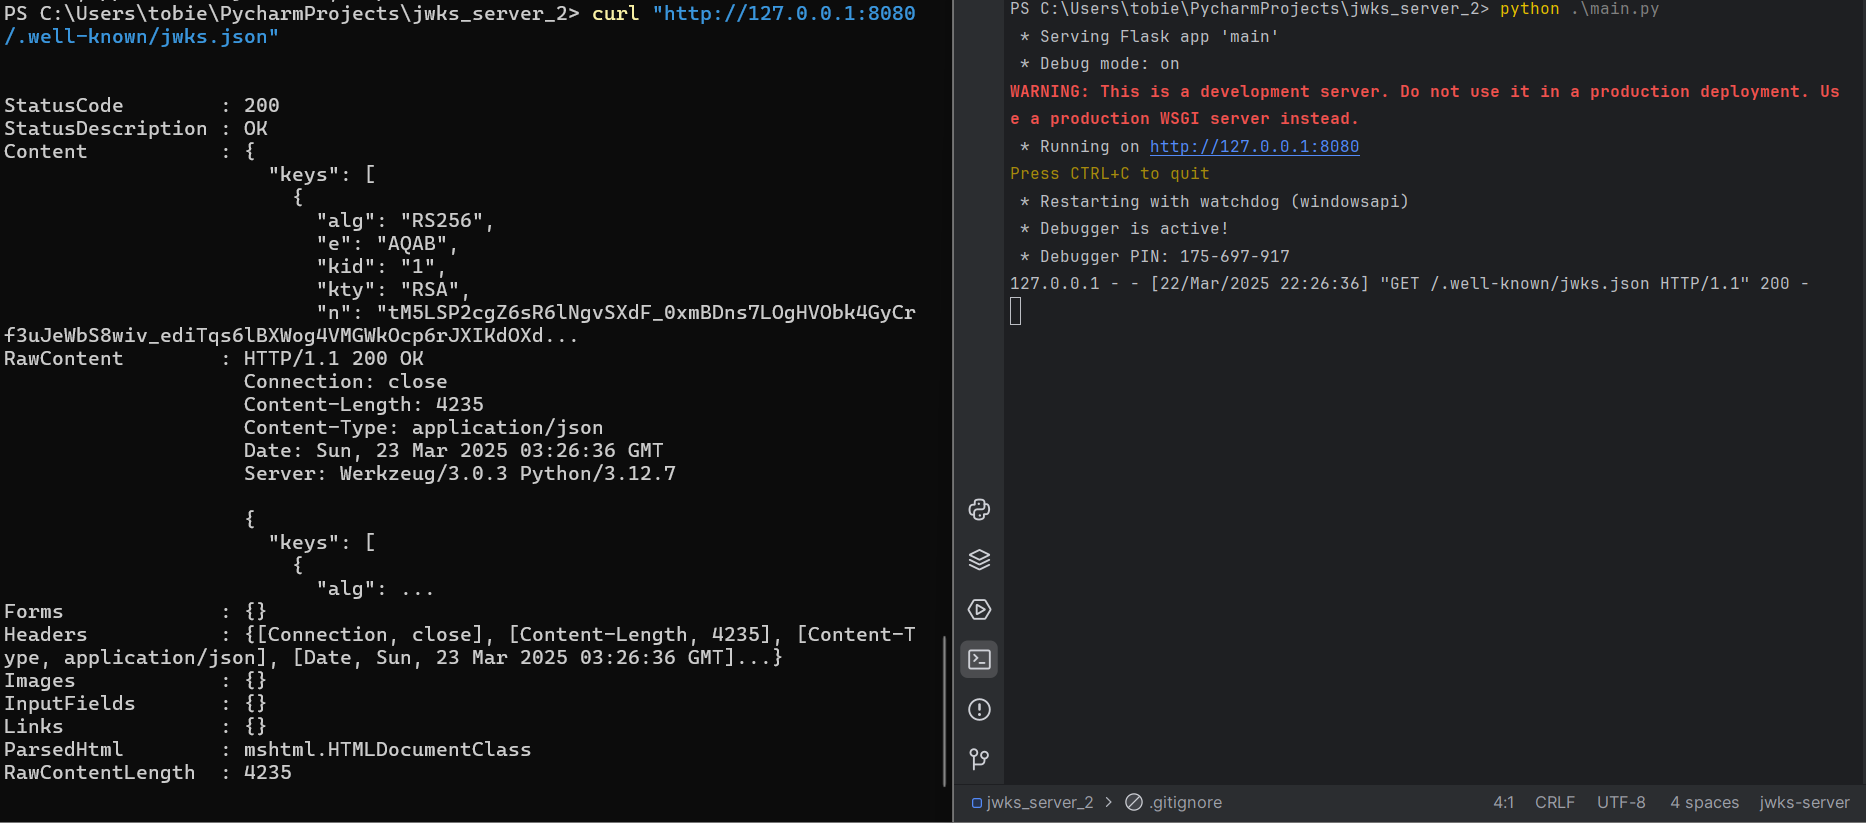 PS C:\Users\tobie\PycharmProjects\jwks_server_2> curl "http://127.0.0.1:8080
/.well-known/jwks.json"
StatusCode        : 200
StatusDescription : OK
Content           : {
"keys": [
{
"alg": "RS256",
"e": "AQAB",
"kid": "1",
"kty": "RSA",
"n": "tM5LSP2cgZ6sR6lNgvSXdF_0xmBDns7LOgHVObk4GyCr
f3uJeWbS8wiv_ediTqs6lBXWog4VMGWkOcp6rJXIKdOXd...
RawContent        : HTTP/1.1 200 OK
Connection: close
Content-Length: 4235
Content-Type: application/json
Date: Sun, 23 Mar 2025 03:26:36 GMT
Server: Werkzeug/3.0.3 Python/3.12.7
{
"keys": [
{
"alg": ...
Forms             : {}
Headers           : {[Connection, close], [Content-Length, 4235], [Content-T
ype, application/json], [Date, Sun, 23 Mar 2025 03:26:36 GMT]...}
Images            : {}
InputFields       : {}
Links             : {}
ParsedHtml        : mshtml.HTMLDocumentClass
RawContentLength  : 4235
PS C:\Users\tobie\PycharmProjects\jwks_server_2> python .\main.py
* Serving Flask app 'main'
* Debug mode: on
WARNING: This is a development server. Do not use it in a production deployment. Us
e a production WSGI server instead.
* Running on http://127.0.0.1:8080
Press CTRL+C to quit
* Restarting with watchdog (windowsapi)
* Debugger is active!
* Debugger PIN: 175-697-917
127.0.0.1 - - [22/Mar/2025 22:26:36] "GET /.well-known/jwks.json HTTP/1.1" 200 -
jwks_server_2 > .gitignore
4:1 CRLF UTF-8 4 spaces jwks-server